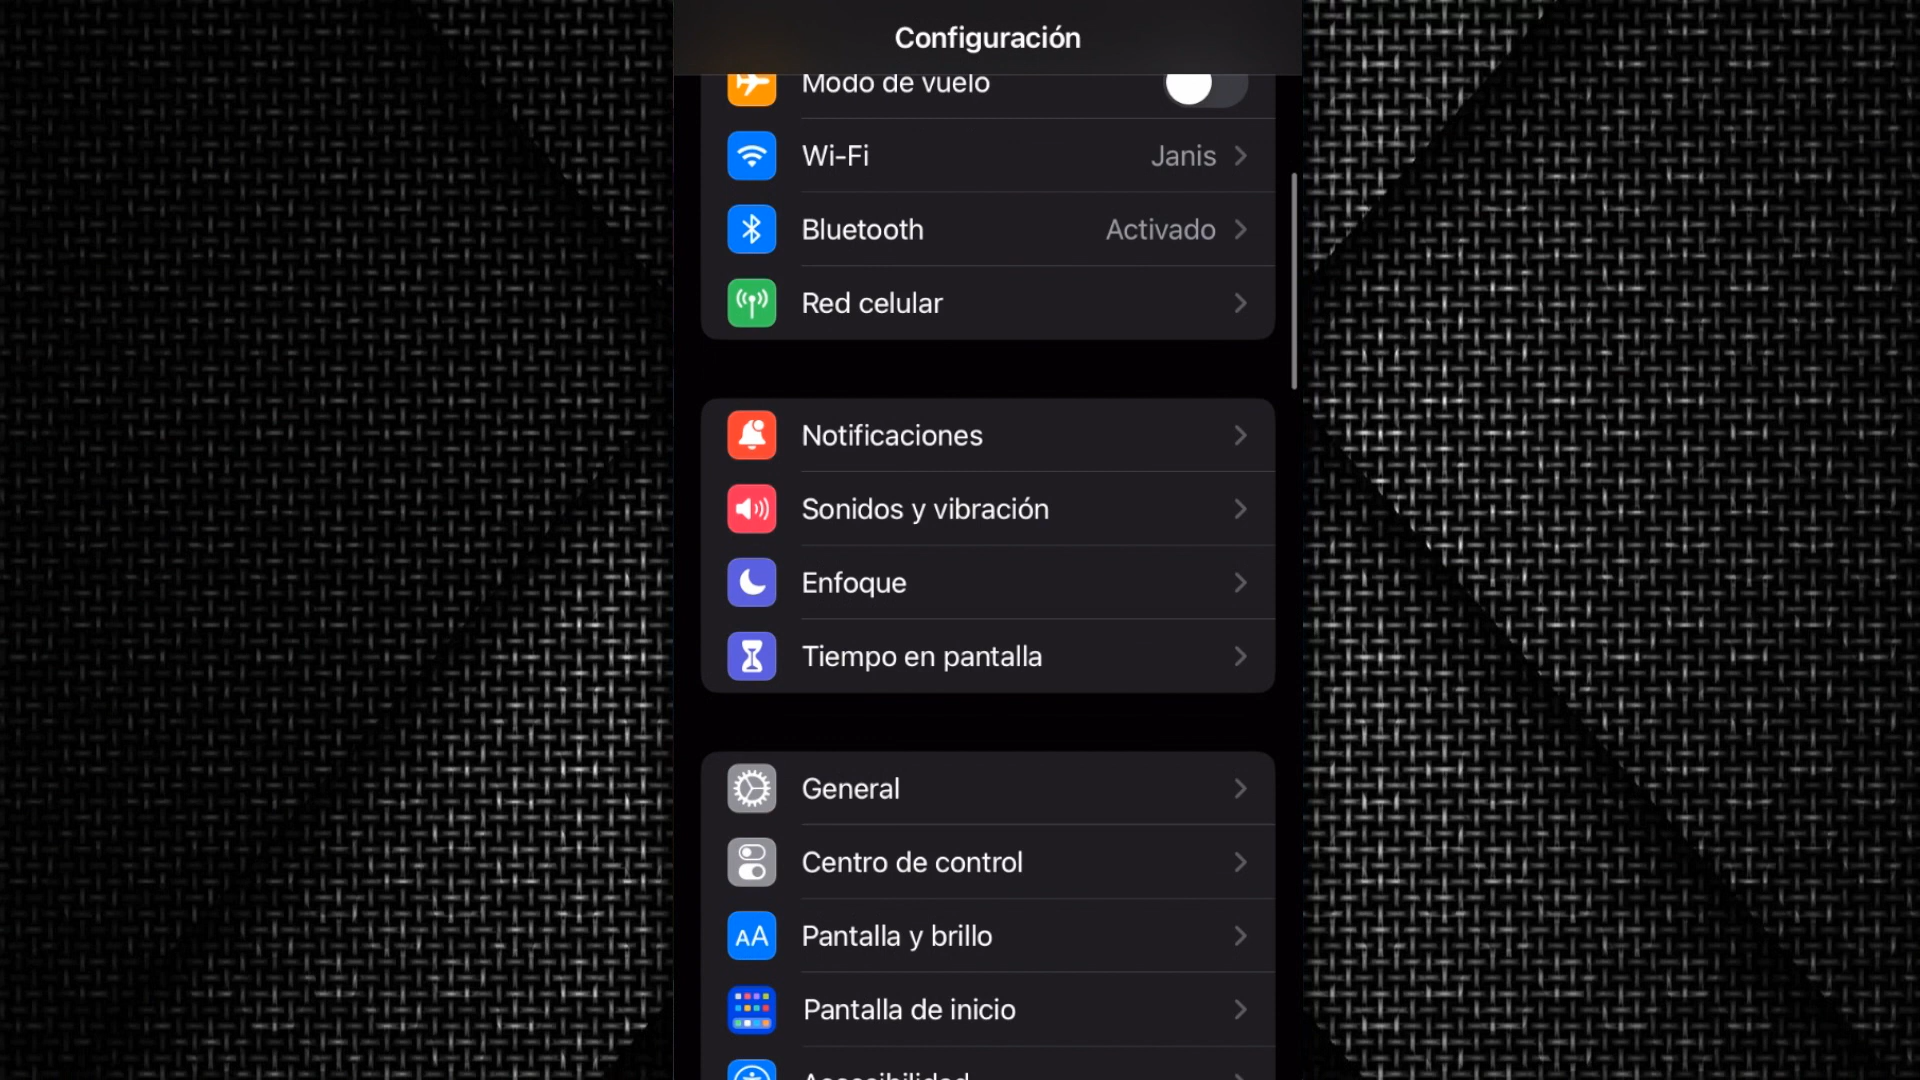 Configuración
Modo de vuelo
Wi-Fi
Janis
Bluetooth
Activado
Red celular
Notificaciones
Sonidos y vibración
Enfoque
Tiempo en pantalla
General
Centro de control
AA
Pantalla y brillo
Pantalla de inicio
Accesibilidad